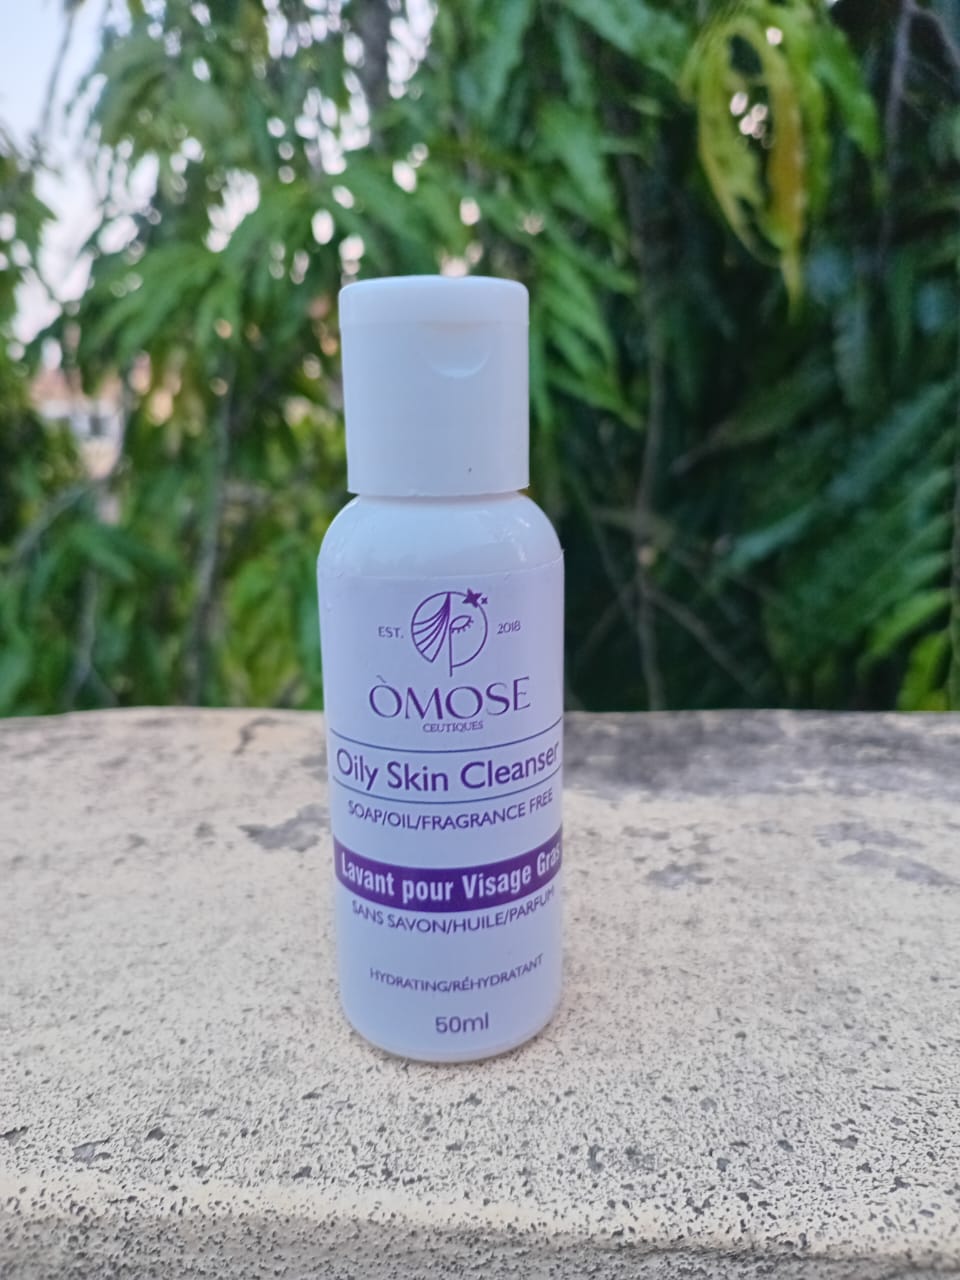 EST. 2018
ÒMOSE
CEUTIQUES
Oily Skin Cleanser
SOAP/OIL/FRAGRANCE FREE
Lavant pour Visage Gras
SANS SAVON/HUILE/PARFUM
HYDRATING/RÉHYDRATANT
50ml